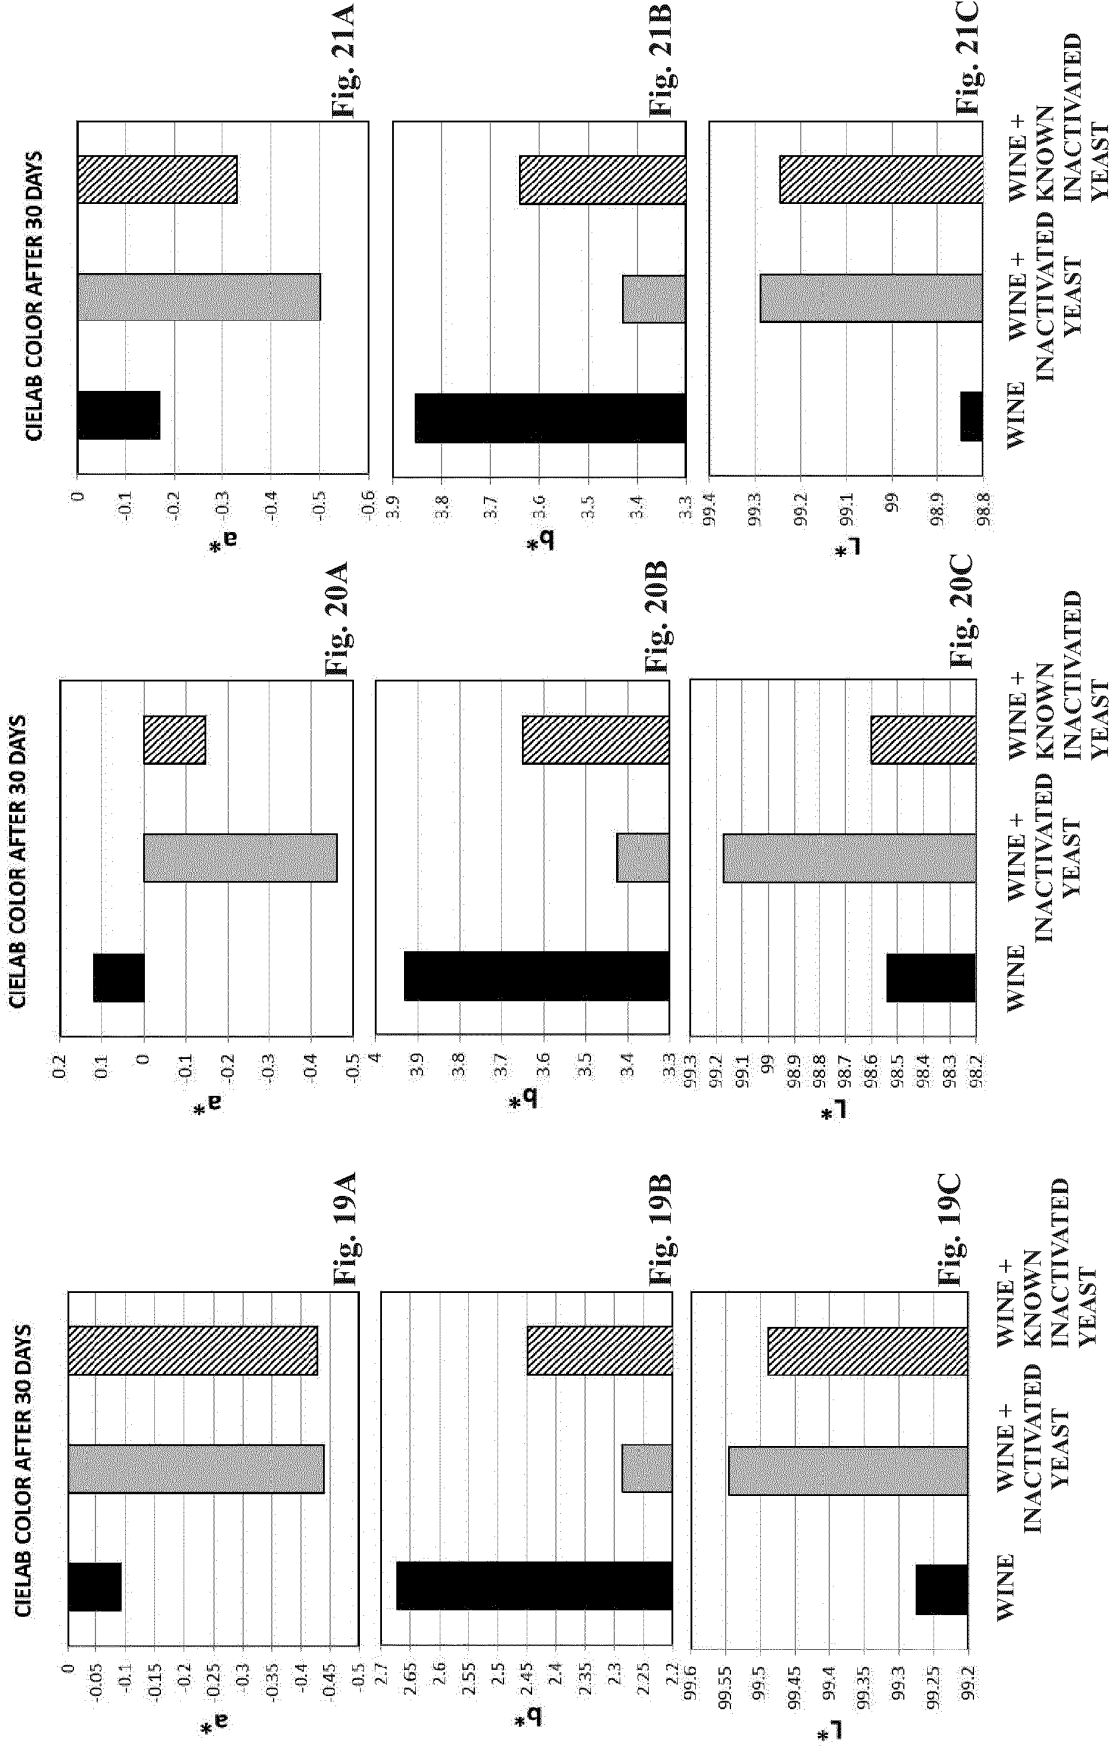 CIELAB COLOR AFTER 30 DAYS
0
-0.05
-0.1
-0.15
-0.2
-0.25
-0.3
-0.35
-0.4
-0.45
-0.5
a*
Fig. 19A
2.7
2.65
2.6
2.55
2.5
2.45
2.4
2.35
2.3
2.25
2.2
b*
Fig. 19B
99.6
99.55
99.5
99.45
99.4
99.35
99.3
99.25
99.2
L*
Fig. 19C
WINE
WINE +
INACTIVATED
YEAST
WINE +
KNOWN
INACTIVATED
YEAST
CIELAB COLOR AFTER 30 DAYS
0.2
0.1
0
-0.1
-0.2
-0.3
-0.4
-0.5
a*
Fig. 20A
4
3.9
3.8
3.7
3.6
3.5
3.4
3.3
b*
Fig. 20B
99.3
99.2
99.1
99
98.9
98.8
98.7
98.6
98.5
98.4
98.3
98.2
L*
Fig. 20C
WINE
WINE +
INACTIVATED
YEAST
WINE +
KNOWN
INACTIVATED
YEAST
CIELAB COLOR AFTER 30 DAYS
0
-0.1
-0.2
-0.3
-0.4
-0.5
-0.6
a*
Fig. 21A
3.9
3.8
3.7
3.6
3.5
3.4
3.3
b*
Fig. 21B
99.4
99.3
99.2
99.1
99
98.9
98.8
L*
Fig. 21C
WINE
WINE +
INACTIVATED
YEAST
WINE +
KNOWN
INACTIVATED
YEAST